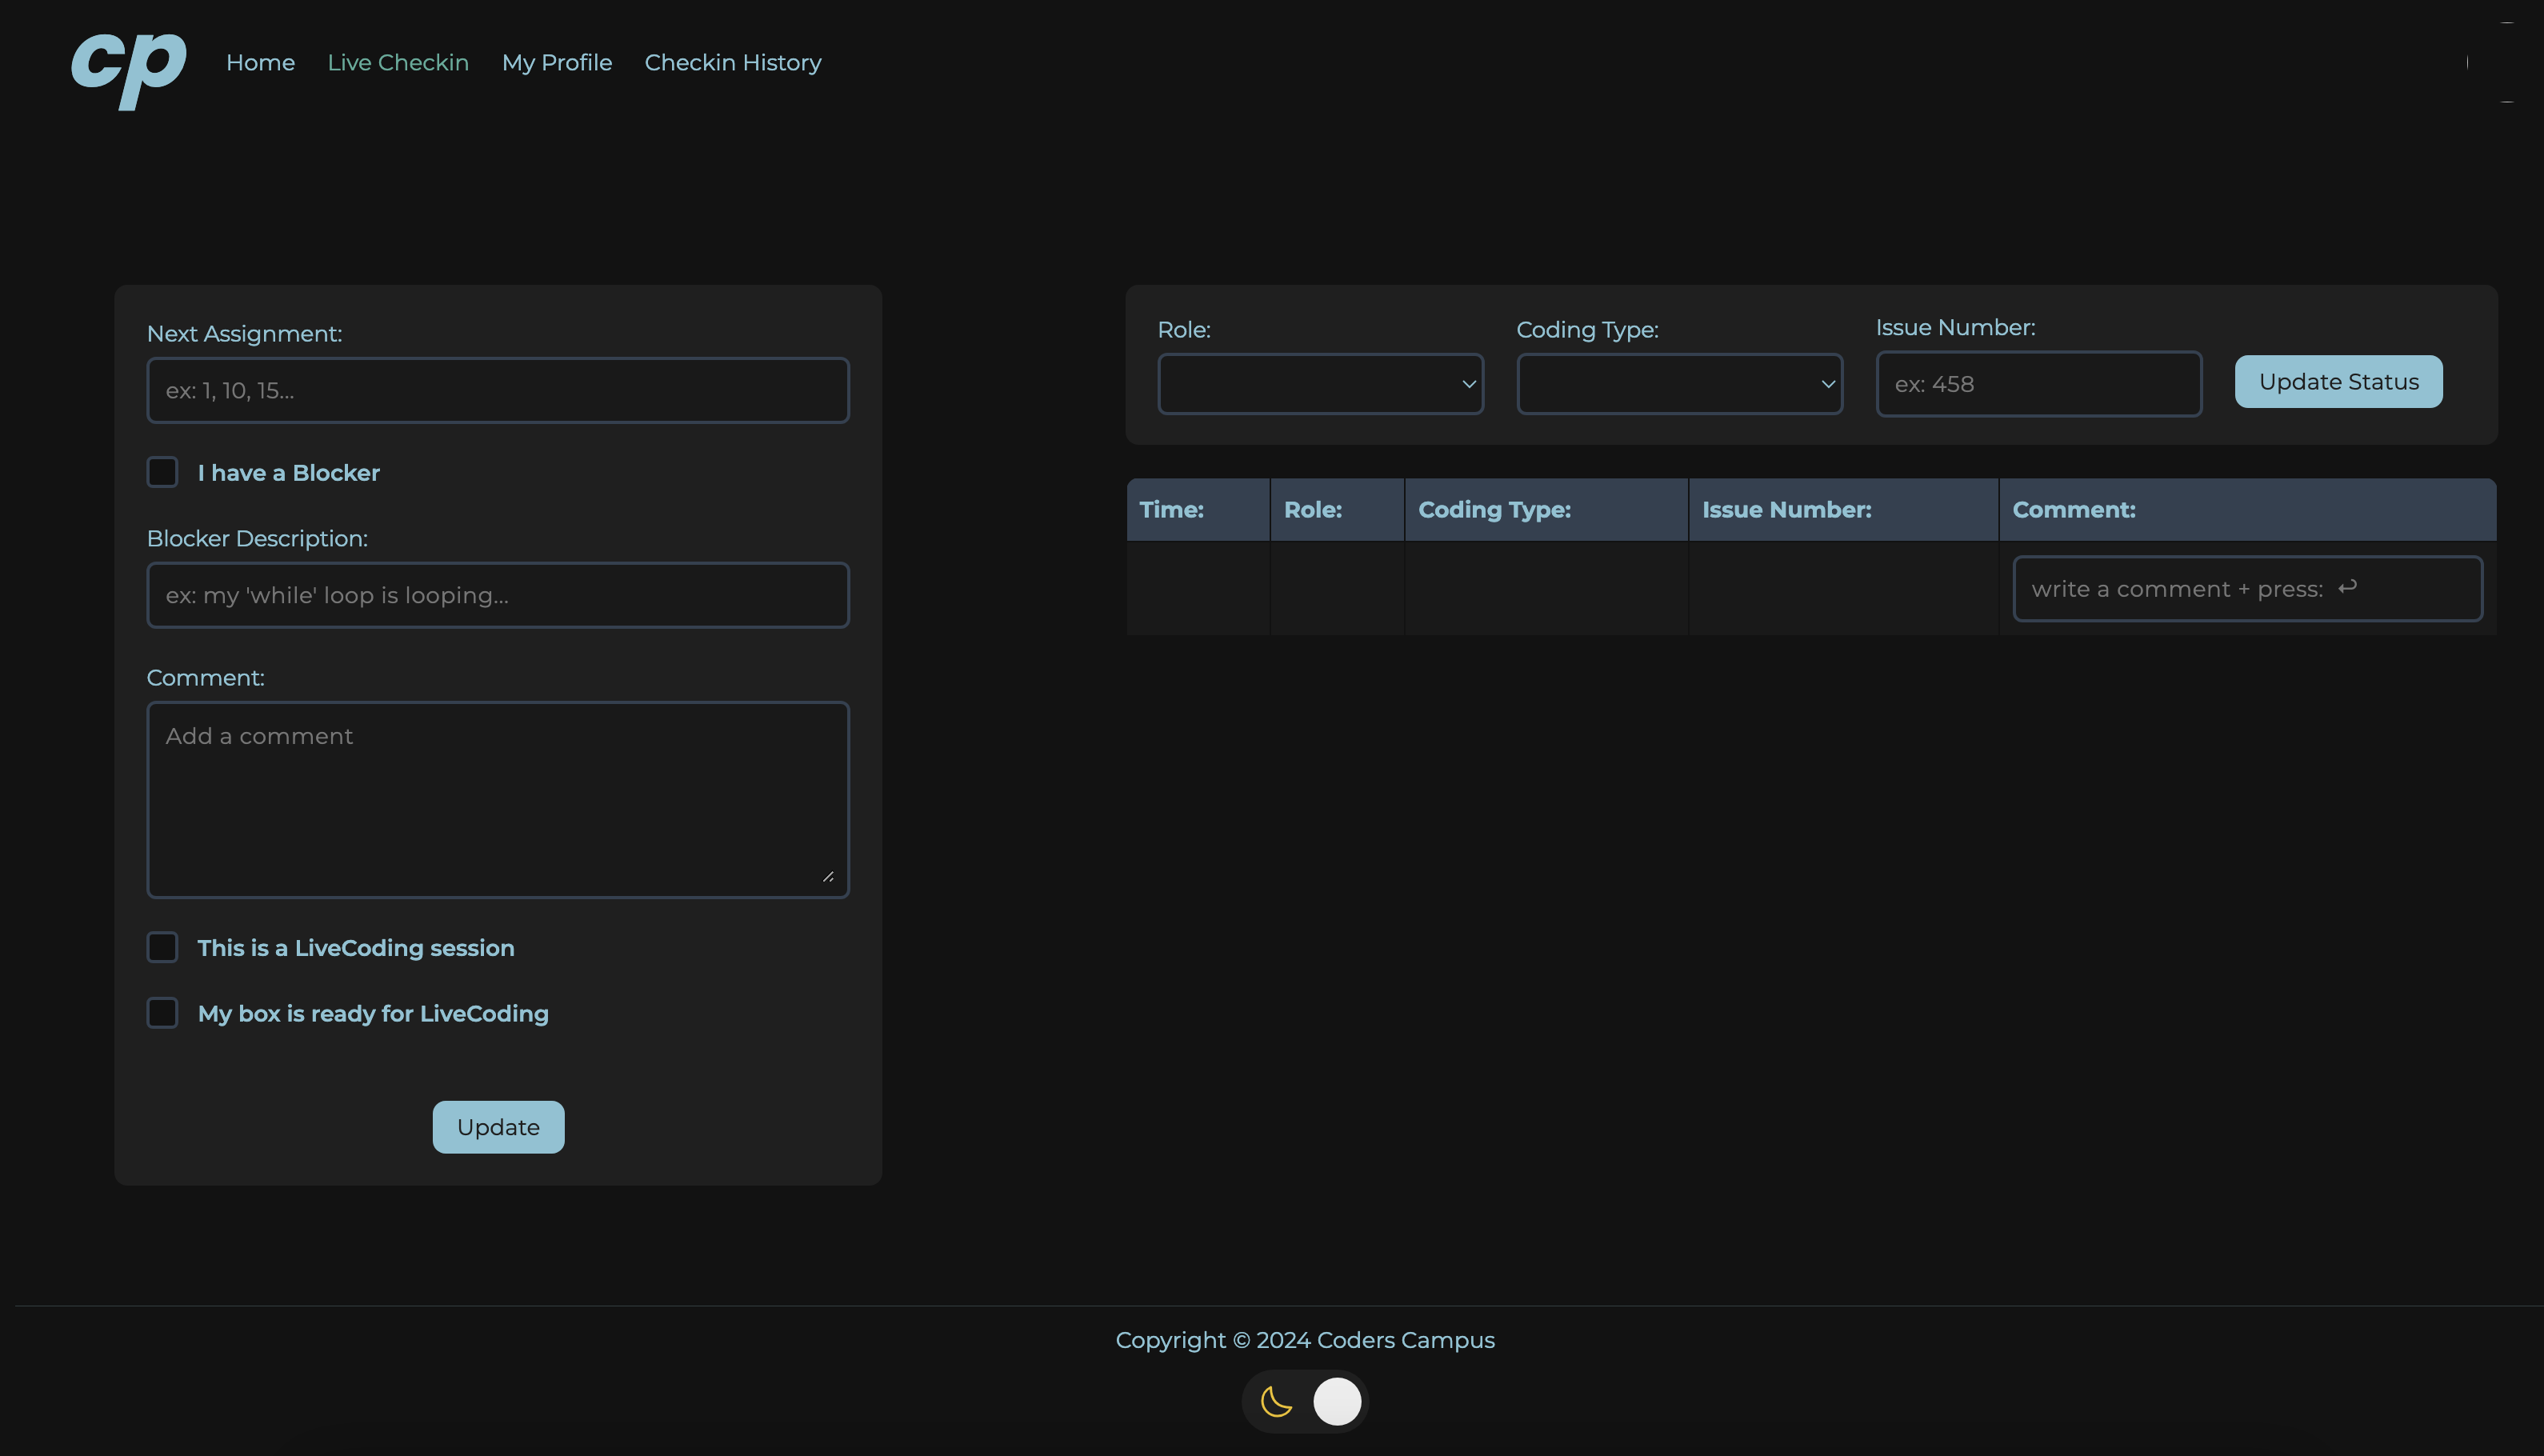 cp
Home
Live Checkin
My Profile
Checkin History
Next Assignment:
ex: 1, 10, 15...
I have a Blocker
Blocker Description:
ex: my 'while' loop is looping...
Comment:
Add a comment
This is a LiveCoding session
My box is ready for LiveCoding
Update
Role:
Coding Type:
Issue Number:
ex: 458
Update Status
Time:
Role:
Coding Type:
Issue Number:
Comment:
write a comment + press: ↩
Copyright © 2024 Coders Campus